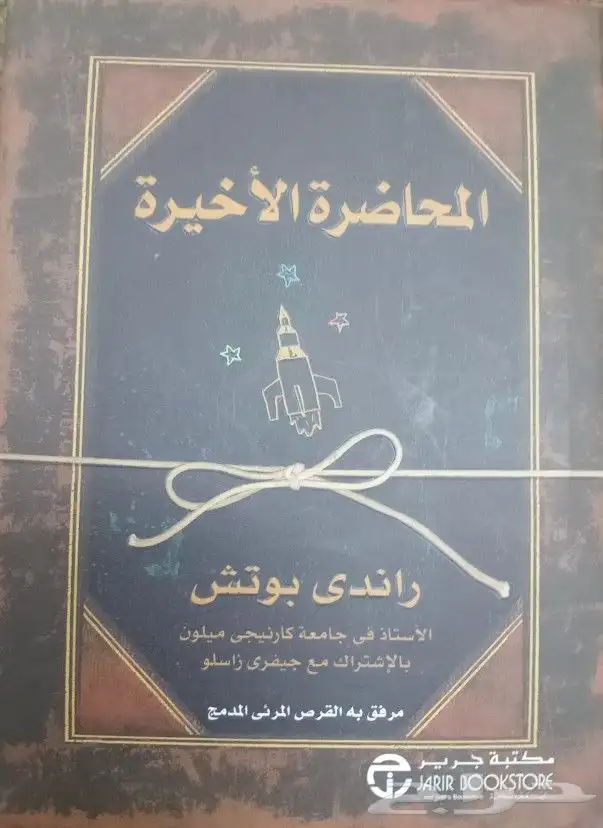 المحاضرة الأخيرة
راندى بوتش
الأستاذ فى جامعة كارنيجى ميلون
بالإشتراك مع جيفرى زاسلو
مرفق به القرص المرئى المدمج
مكتبة جرير
JARIR BOOKSTORE